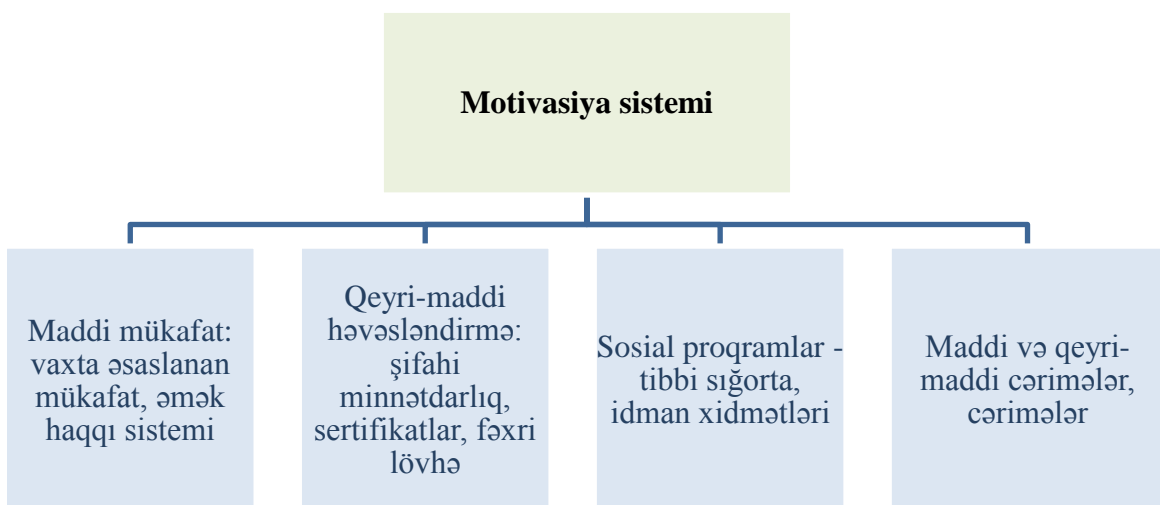 Motivasiya sistemi
Maddi mükafat:
vaxta əsaslanan
mükafat, əmək
haqqı sistemi
Qeyri-maddi
həvəsləndirmə:
şifahi
minnətdarlıq,
sertifikatlar, fəxri
lövhə
Sosial proqramlar -
tibbi sığorta,
idman xidmətləri
Maddi və qeyri-
maddi cərimələr,
cərimələr